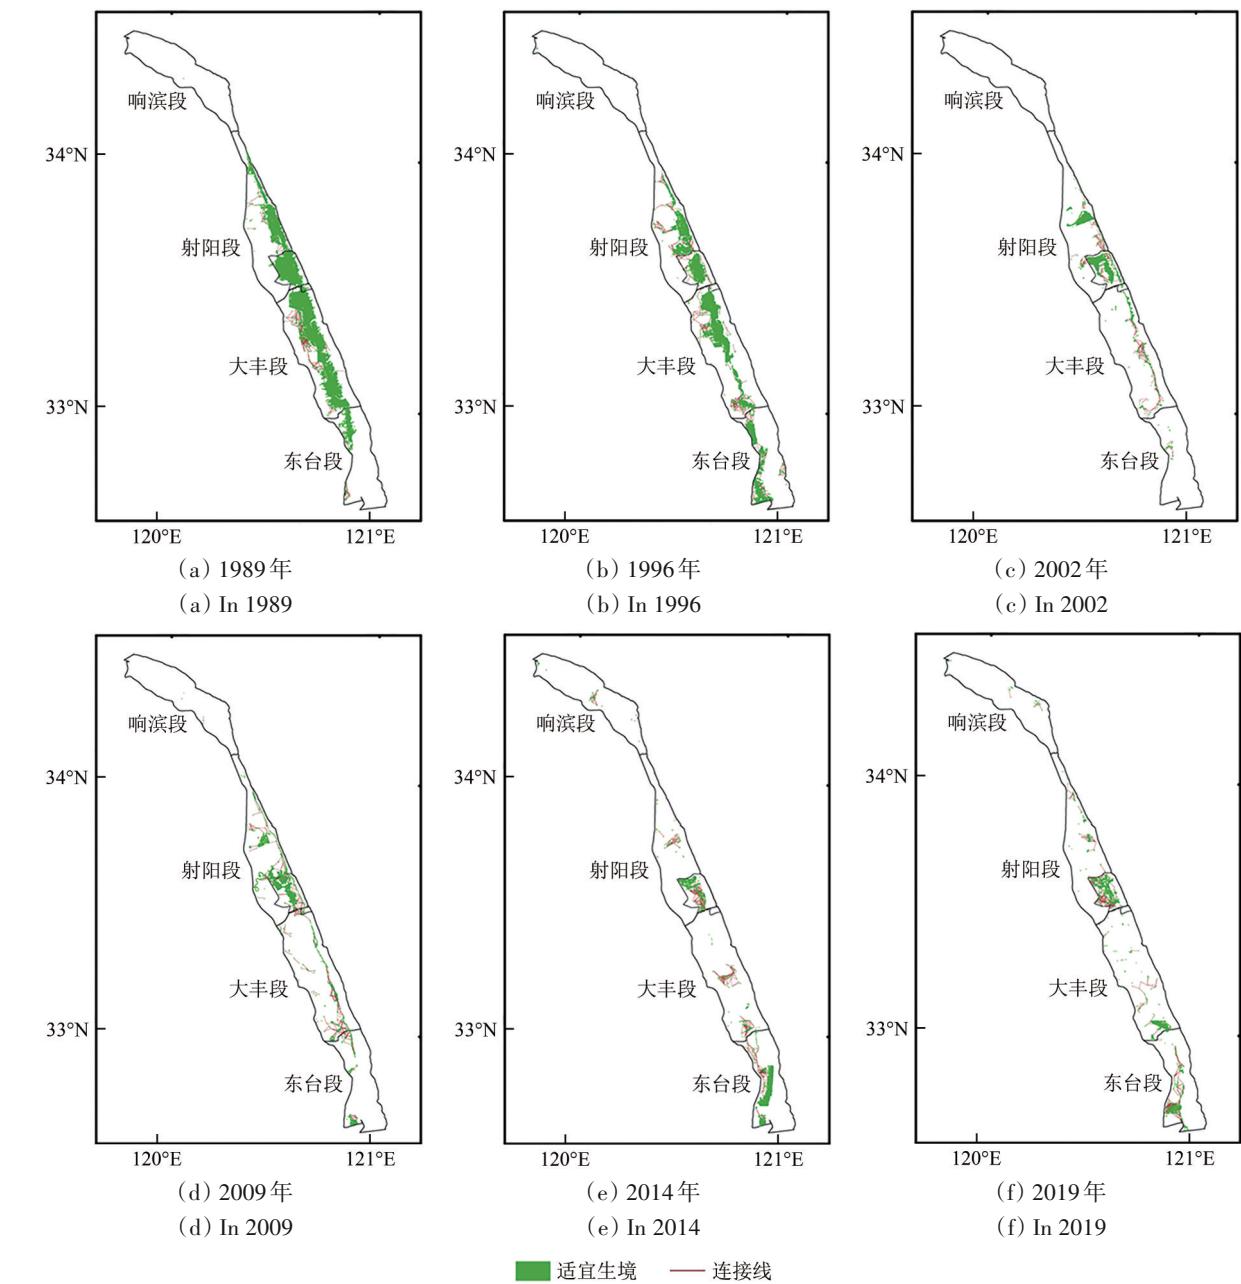 响滨段
34°N
射阳段
大丰段
33°N
东台段
120°E 121°E
(a) 1989年
(a) In 1989
响滨段
34°N
射阳段
大丰段
33°N
东台段
120°E 121°E
(b) 1996年
(b) In 1996
响滨段
34°N
射阳段
大丰段
33°N
东台段
120°E 121°E
(c) 2002年
(c) In 2002
响滨段
34°N
射阳段
大丰段
33°N
东台段
120°E 121°E
(d) 2009年
(d) In 2009
响滨段
34°N
射阳段
大丰段
33°N
东台段
120°E 121°E
(e) 2014年
(e) In 2014
响滨段
34°N
射阳段
大丰段
33°N
东台段
120°E 121°E
(f) 2019年
(f) In 2019
适宜生境 连接线